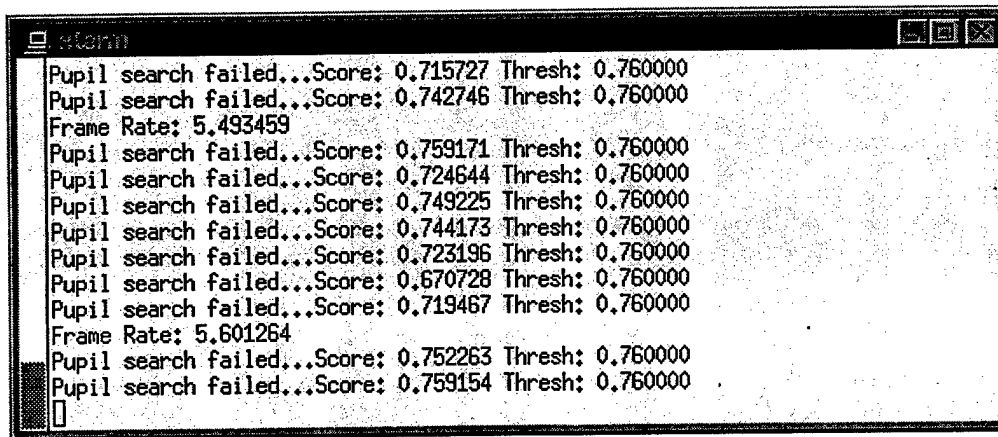 xterm
Pupil search failed...Score: 0.715727 Thresh: 0.760000
Pupil search failed...Score: 0.742746 Thresh: 0.760000
Frame Rate: 5.493459
Pupil search failed...Score: 0.759171 Thresh: 0.760000
Pupil search failed...Score: 0.724644 Thresh: 0.760000
Pupil search failed...Score: 0.749225 Thresh: 0.760000
Pupil search failed...Score: 0.744173 Thresh: 0.760000
Pupil search failed...Score: 0.723196 Thresh: 0.760000
Pupil search failed...Score: 0.670728 Thresh: 0.760000
Pupil search failed...Score: 0.719467 Thresh: 0.760000
Frame Rate: 5.601264
Pupil search failed...Score: 0.752263 Thresh: 0.760000
Pupil search failed...Score: 0.759154 Thresh: 0.760000